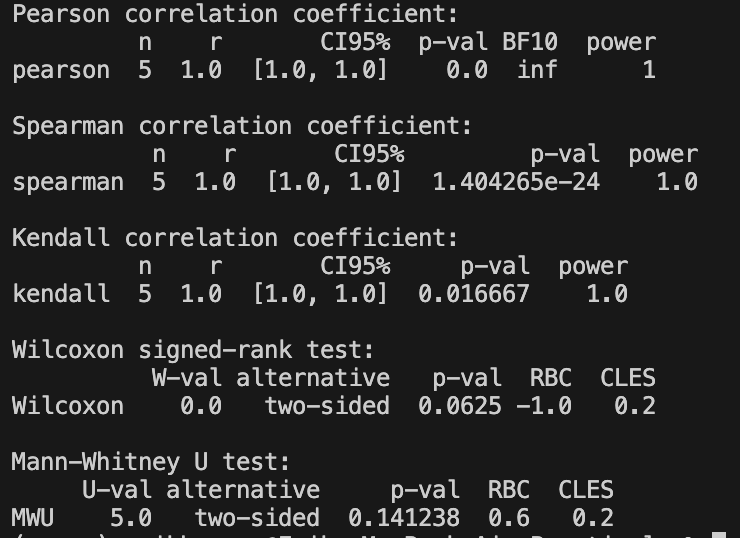 Pearson correlation coefficient:
n r CI95% p-val BF10 power
pearson 5 1.0 [1.0, 1.0] 0.0 inf 1
Spearman correlation coefficient:
n r CI95% p-val power
spearman 5 1.0 [1.0, 1.0] 1.404265e-24 1.0
Kendall correlation coefficient:
n r CI95% p-val power
kendall 5 1.0 [1.0, 1.0] 0.016667 1.0
Wilcoxon signed-rank test:
W-val alternative p-val RBC CLES
Wilcoxon 0.0 two-sided 0.0625 -1.0 0.2
Mann-Whitney U test:
U-val alternative p-val RBC CLES
MWU 5.0 two-sided 0.141238 0.6 0.2